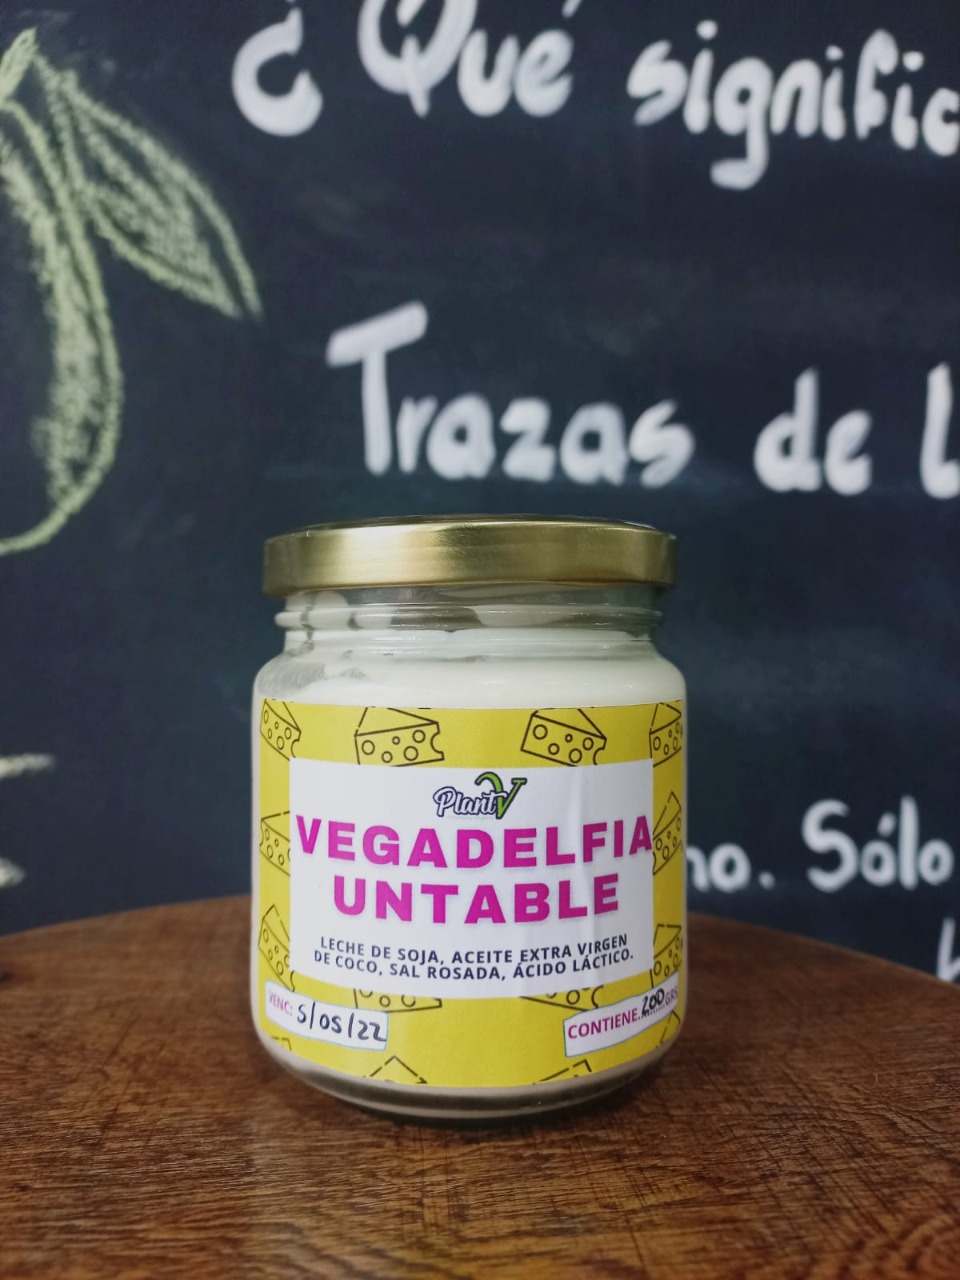 ¿Qué signific
Trazas de l
no. Sólo
PlantV
VEGADELFIA
UNTABLE
LECHE DE SOJA, ACEITE EXTRA VIRGEN
DE COCO, SAL ROSADA, ÁCIDO LÁCTICO.
VENC: 5/05/22
CONTIENE.200.GRS